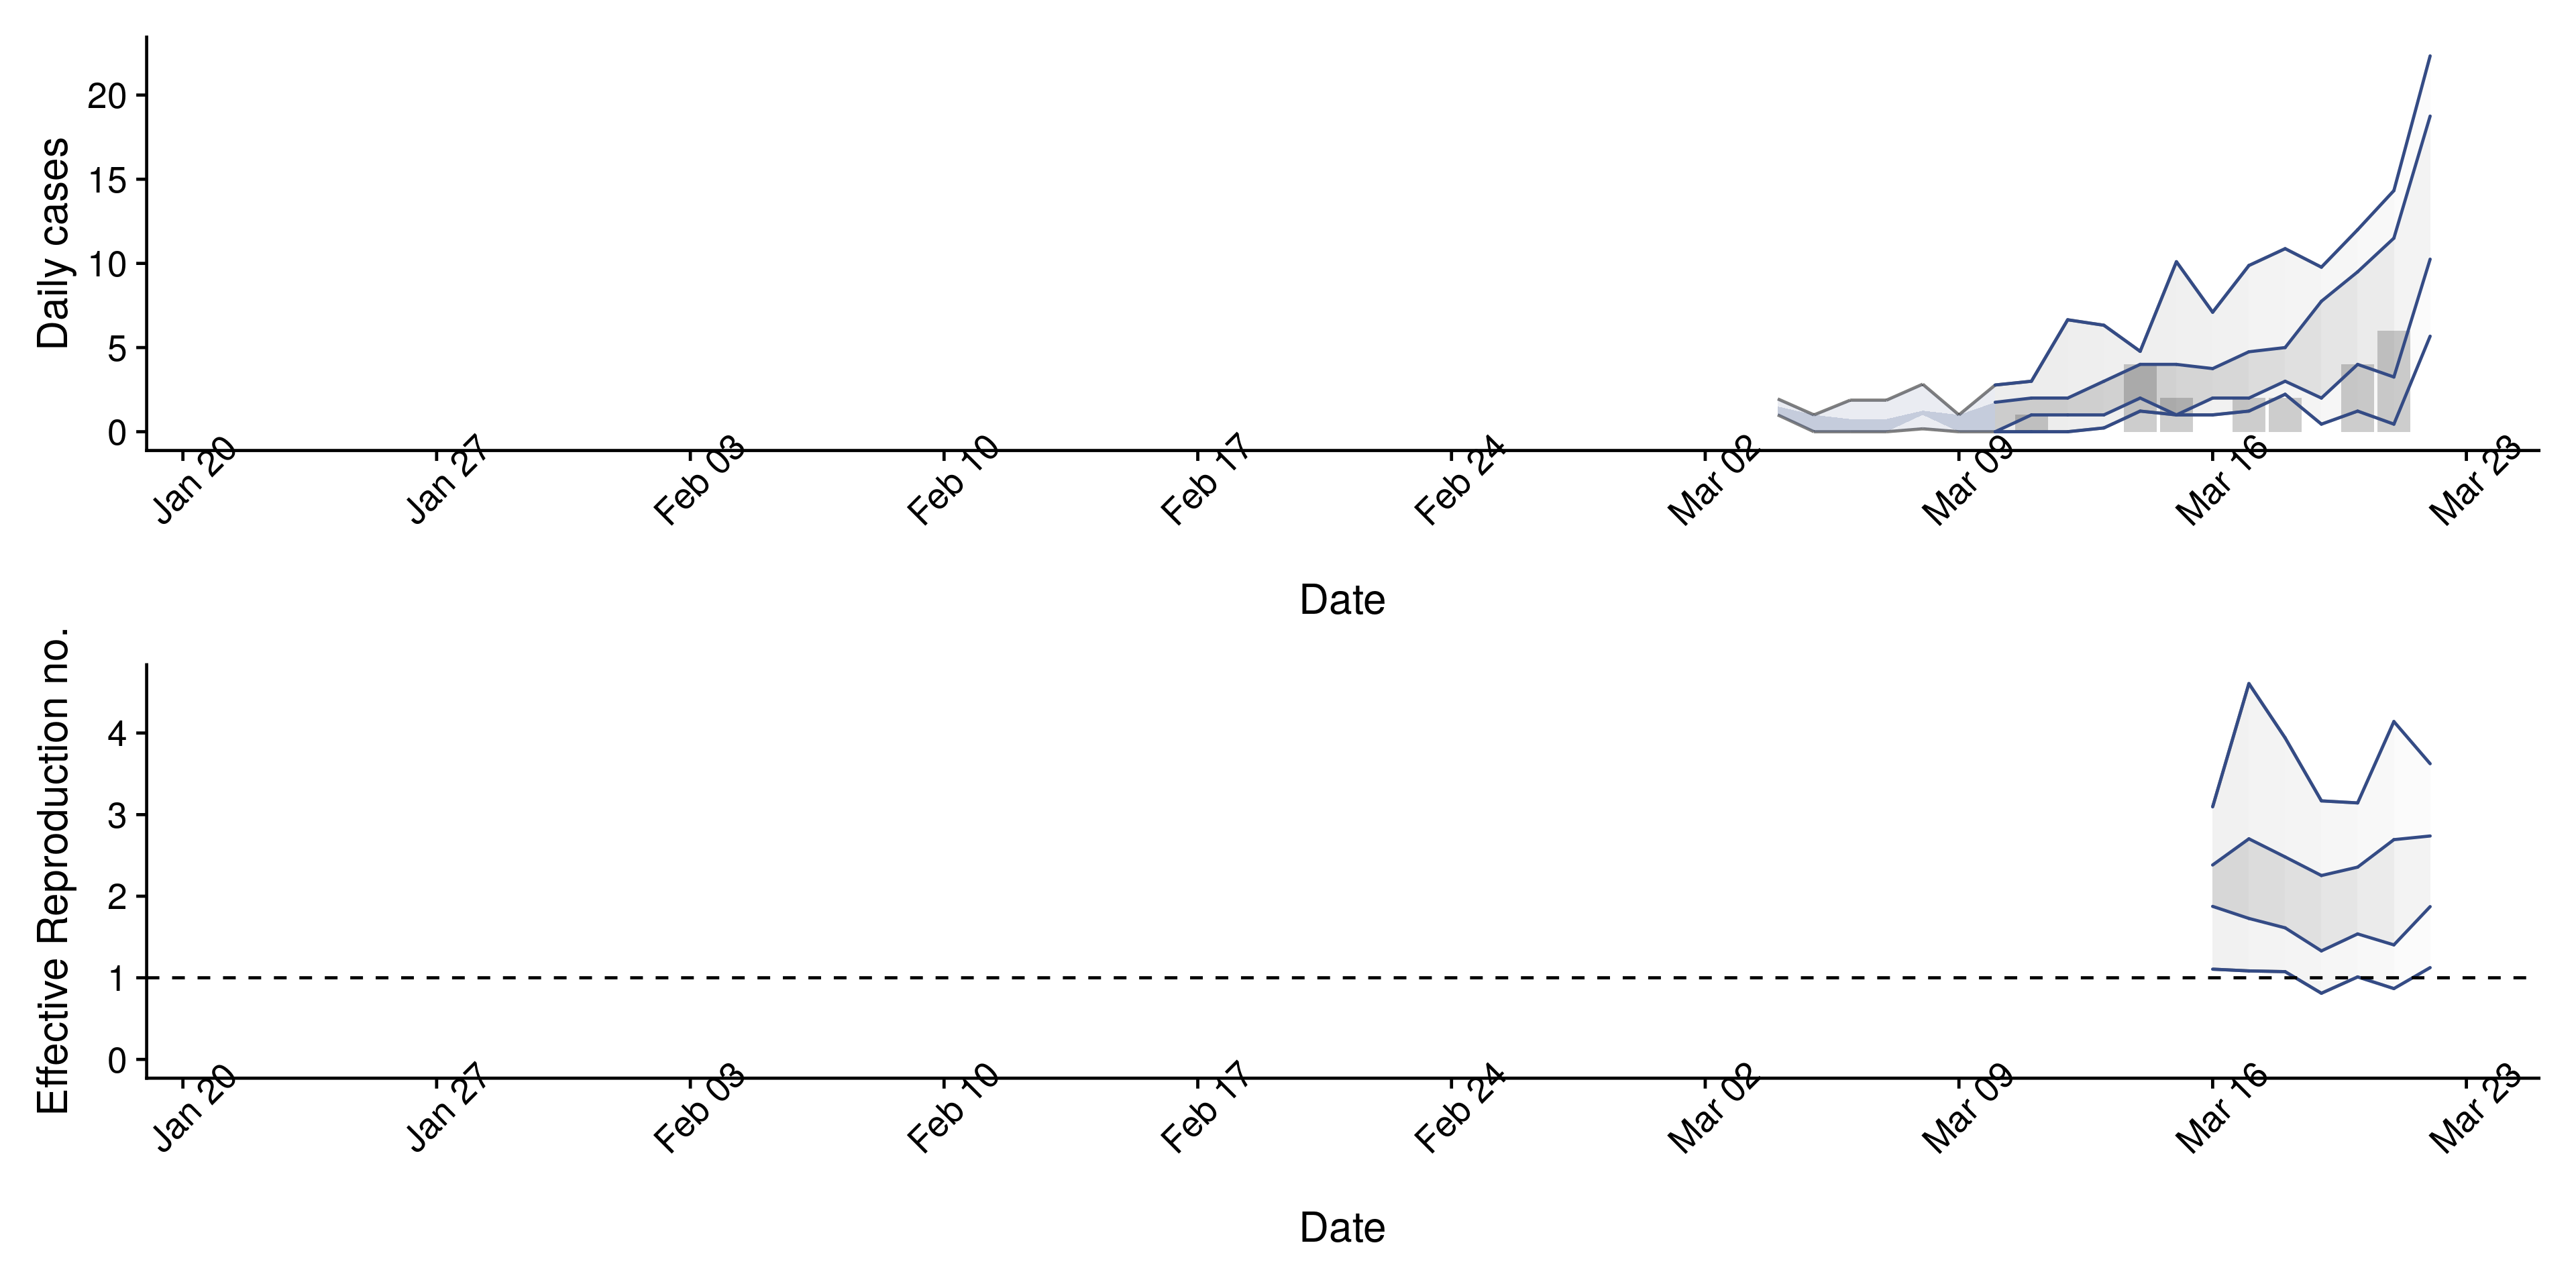 Daily cases
20
15
10
5
0
Jan 20
Jan 27
Feb 03
Feb 10
Feb 17
Feb 24
Mar 02
Mar 09
Mar 16
Mar 23
Date
Effective Reproduction no.
4
3
2
1
0
Jan 20
Jan 27
Feb 03
Feb 10
Feb 17
Feb 24
Mar 02
Mar 09
Mar 16
Mar 23
Date